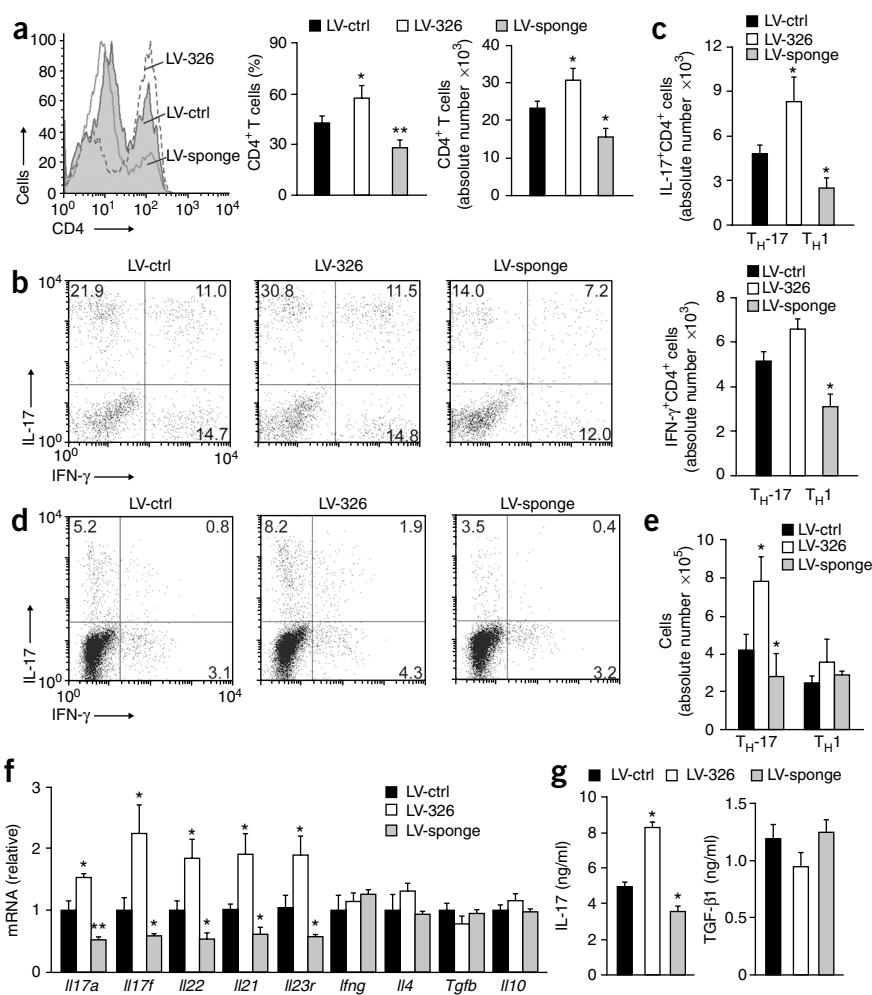 a
100
80
60
40
20
0
Cells
10⁰ 10¹ 10² 10³ 10⁴
CD4
LV-326
LV-ctrl
LV-sponge
LV-ctrl LV-326 LV-sponge
CD4⁺ T cells (%)
90
60
30
0
*
**
CD4⁺ T cells
(absolute number ×10³)
40
30
20
10
0
*
*
c
LV-ctrl
LV-326
LV-sponge
IL-17⁺CD4⁺ cells
(absolute number ×10³)
12
9
6
3
0
*
*
T_H-17 T_H1
LV-ctrl
LV-326
LV-sponge
IFN-γ⁺CD4⁺ cells
(absolute number ×10³)
8
6
4
2
0
*
T_H-17 T_H1
b
LV-ctrl LV-326 LV-sponge
10⁴
21.9 11.0 30.8 11.5 14.0 7.2
IL-17
14.7 14.8 12.0
10⁰
10⁴
IFN-γ
d
LV-ctrl LV-326 LV-sponge
10⁴
5.2 0.8 8.2 1.9 3.5 0.4
IL-17
3.1 4.3 3.2
10⁰
10⁰ 10⁴
IFN-γ
e
LV-ctrl
LV-326
LV-sponge
Cells
(absolute number ×10⁵)
10
8
6
4
2
0
*
*
T_H-17 T_H1
f
LV-ctrl
LV-326
LV-sponge
mRNA (relative)
3
2
1
0
* * * * *
** * * * *
Il17a Il17f Il22 Il21 Il23r Ifng Il4 Tgfb Il10
g
LV-ctrl LV-326 LV-sponge
IL-17 (ng/ml)
10
8
6
4
2
0
*
*
TGF-β1 (ng/ml)
1.5
1.0
0.5
0